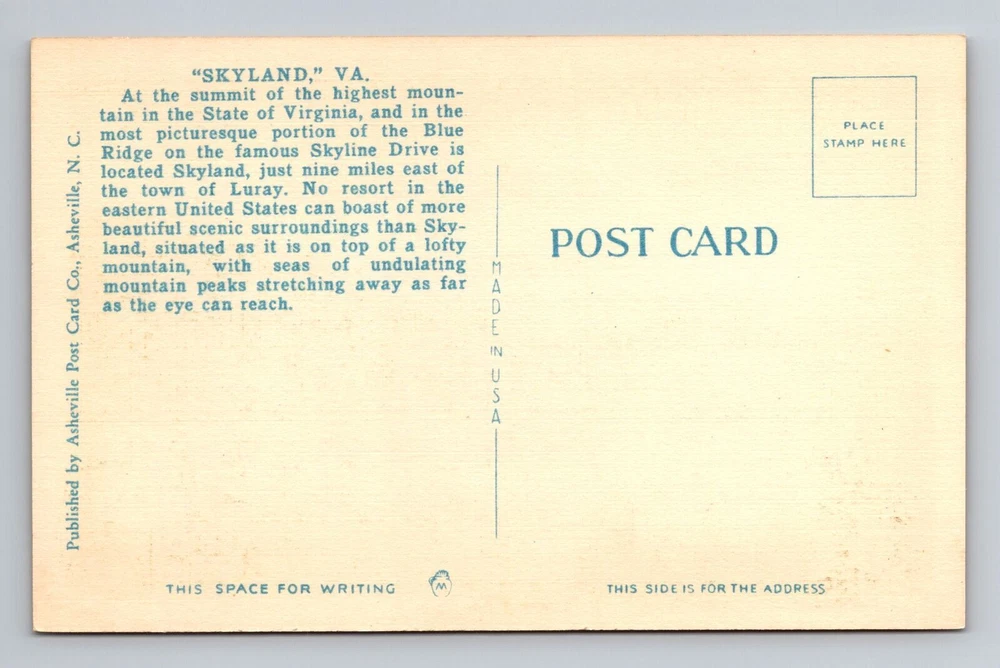 "SKYLAND," VA.
At the summit of the highest moun-
tain in the State of Virginia, and in the
most picturesque portion of the Blue
Ridge on the famous Skyline Drive is
located Skyland, just nine miles east of
the town of Luray. No resort in the
eastern United States can boast of more
beautiful scenic surroundings than Sky-
land, situated as it is on top of a lofty
mountain, with seas of undulating
mountain peaks stretching away as far
as the eye can reach.
Published by Asheville Post Card Co., Asheville, N. C.
MADE IN USA
POST CARD
PLACE
STAMP HERE
THIS SPACE FOR WRITING
M
THIS SIDE IS FOR THE ADDRESS